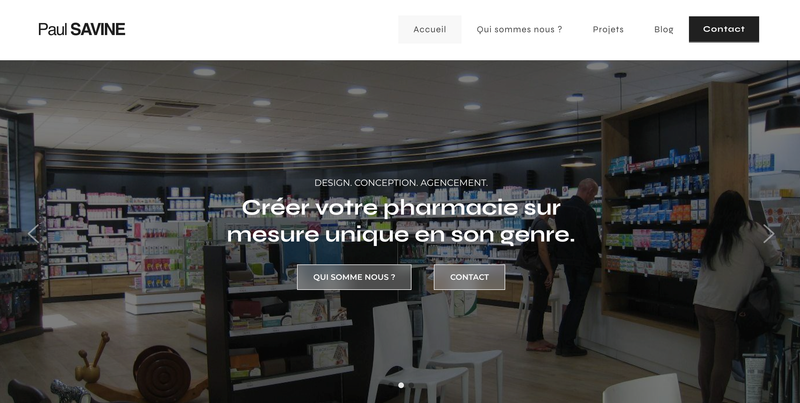 Paul SAVINE
Accueil
Qui sommes nous ?
Projets
Blog
Contact
DESIGN. CONCEPTION. AGENCEMENT.
Créer votre pharmacie sur
mesure unique en son genre.
QUI SOMME NOUS ?
CONTACT